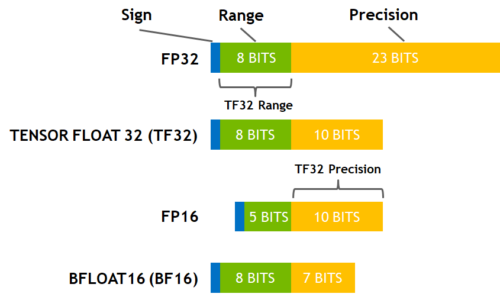 Sign Range Precision
FP32 8 BITS 23 BITS
TF32 Range
TENSOR FLOAT 32 (TF32) 8 BITS 10 BITS
TF32 Precision
FP16 5 BITS 10 BITS
BFLOAT16 (BF16) 8 BITS 7 BITS